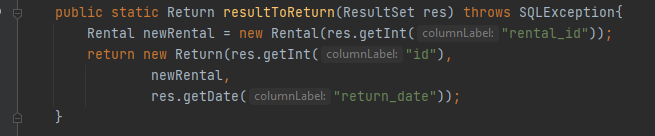 public static Return resultToReturn(ResultSet res) throws SQLException{
Rental newRental = new Rental(res.getInt( columnLabel: "rental_id"));
return new Return(res.getInt( columnLabel: "id"),
newRental,
res.getDate( columnLabel: "return_date"));
}